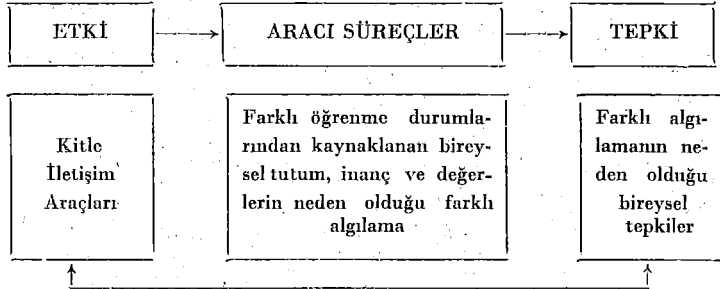 ETKİ
ARACI SÜREÇLER
TEPKİ
Kitle
İletişim
Araçları
Farklı öğrenme durumla-
rından kaynaklanan birey-
sel tutum, inanç ve değer-
lerin neden olduğu farklı
algılama
Farklı algı-
lamanın ne-
den olduğu
bireysel
tepkiler